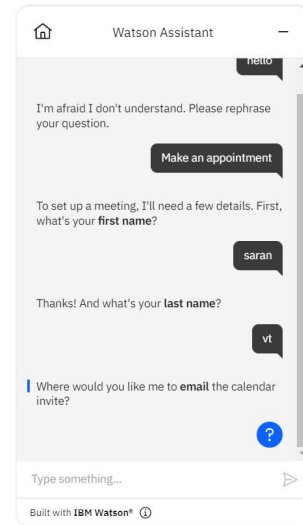 Watson Assistant
hello
I'm afraid I don't understand. Please rephrase
your question.
Make an appointment
To set up a meeting, I'll need a few details. First,
what's your first name?
saran
Thanks! And what's your last name?
vt
Where would you like me to email the calendar
invite?
?
Type something...
Built with IBM Watson®